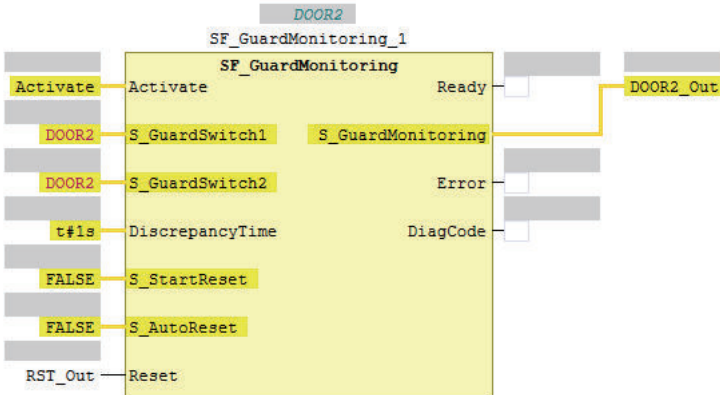 DOOR2
SF_GuardMonitoring_1
SF_GuardMonitoring
Activate Activate Ready DOOR2_Out
DOOR2 S_GuardSwitch1 S_GuardMonitoring
DOOR2 S_GuardSwitch2 Error
t#1s DiscrepancyTime DiagCode
FALSE S_StartReset
FALSE S_AutoReset
RST_Out Reset